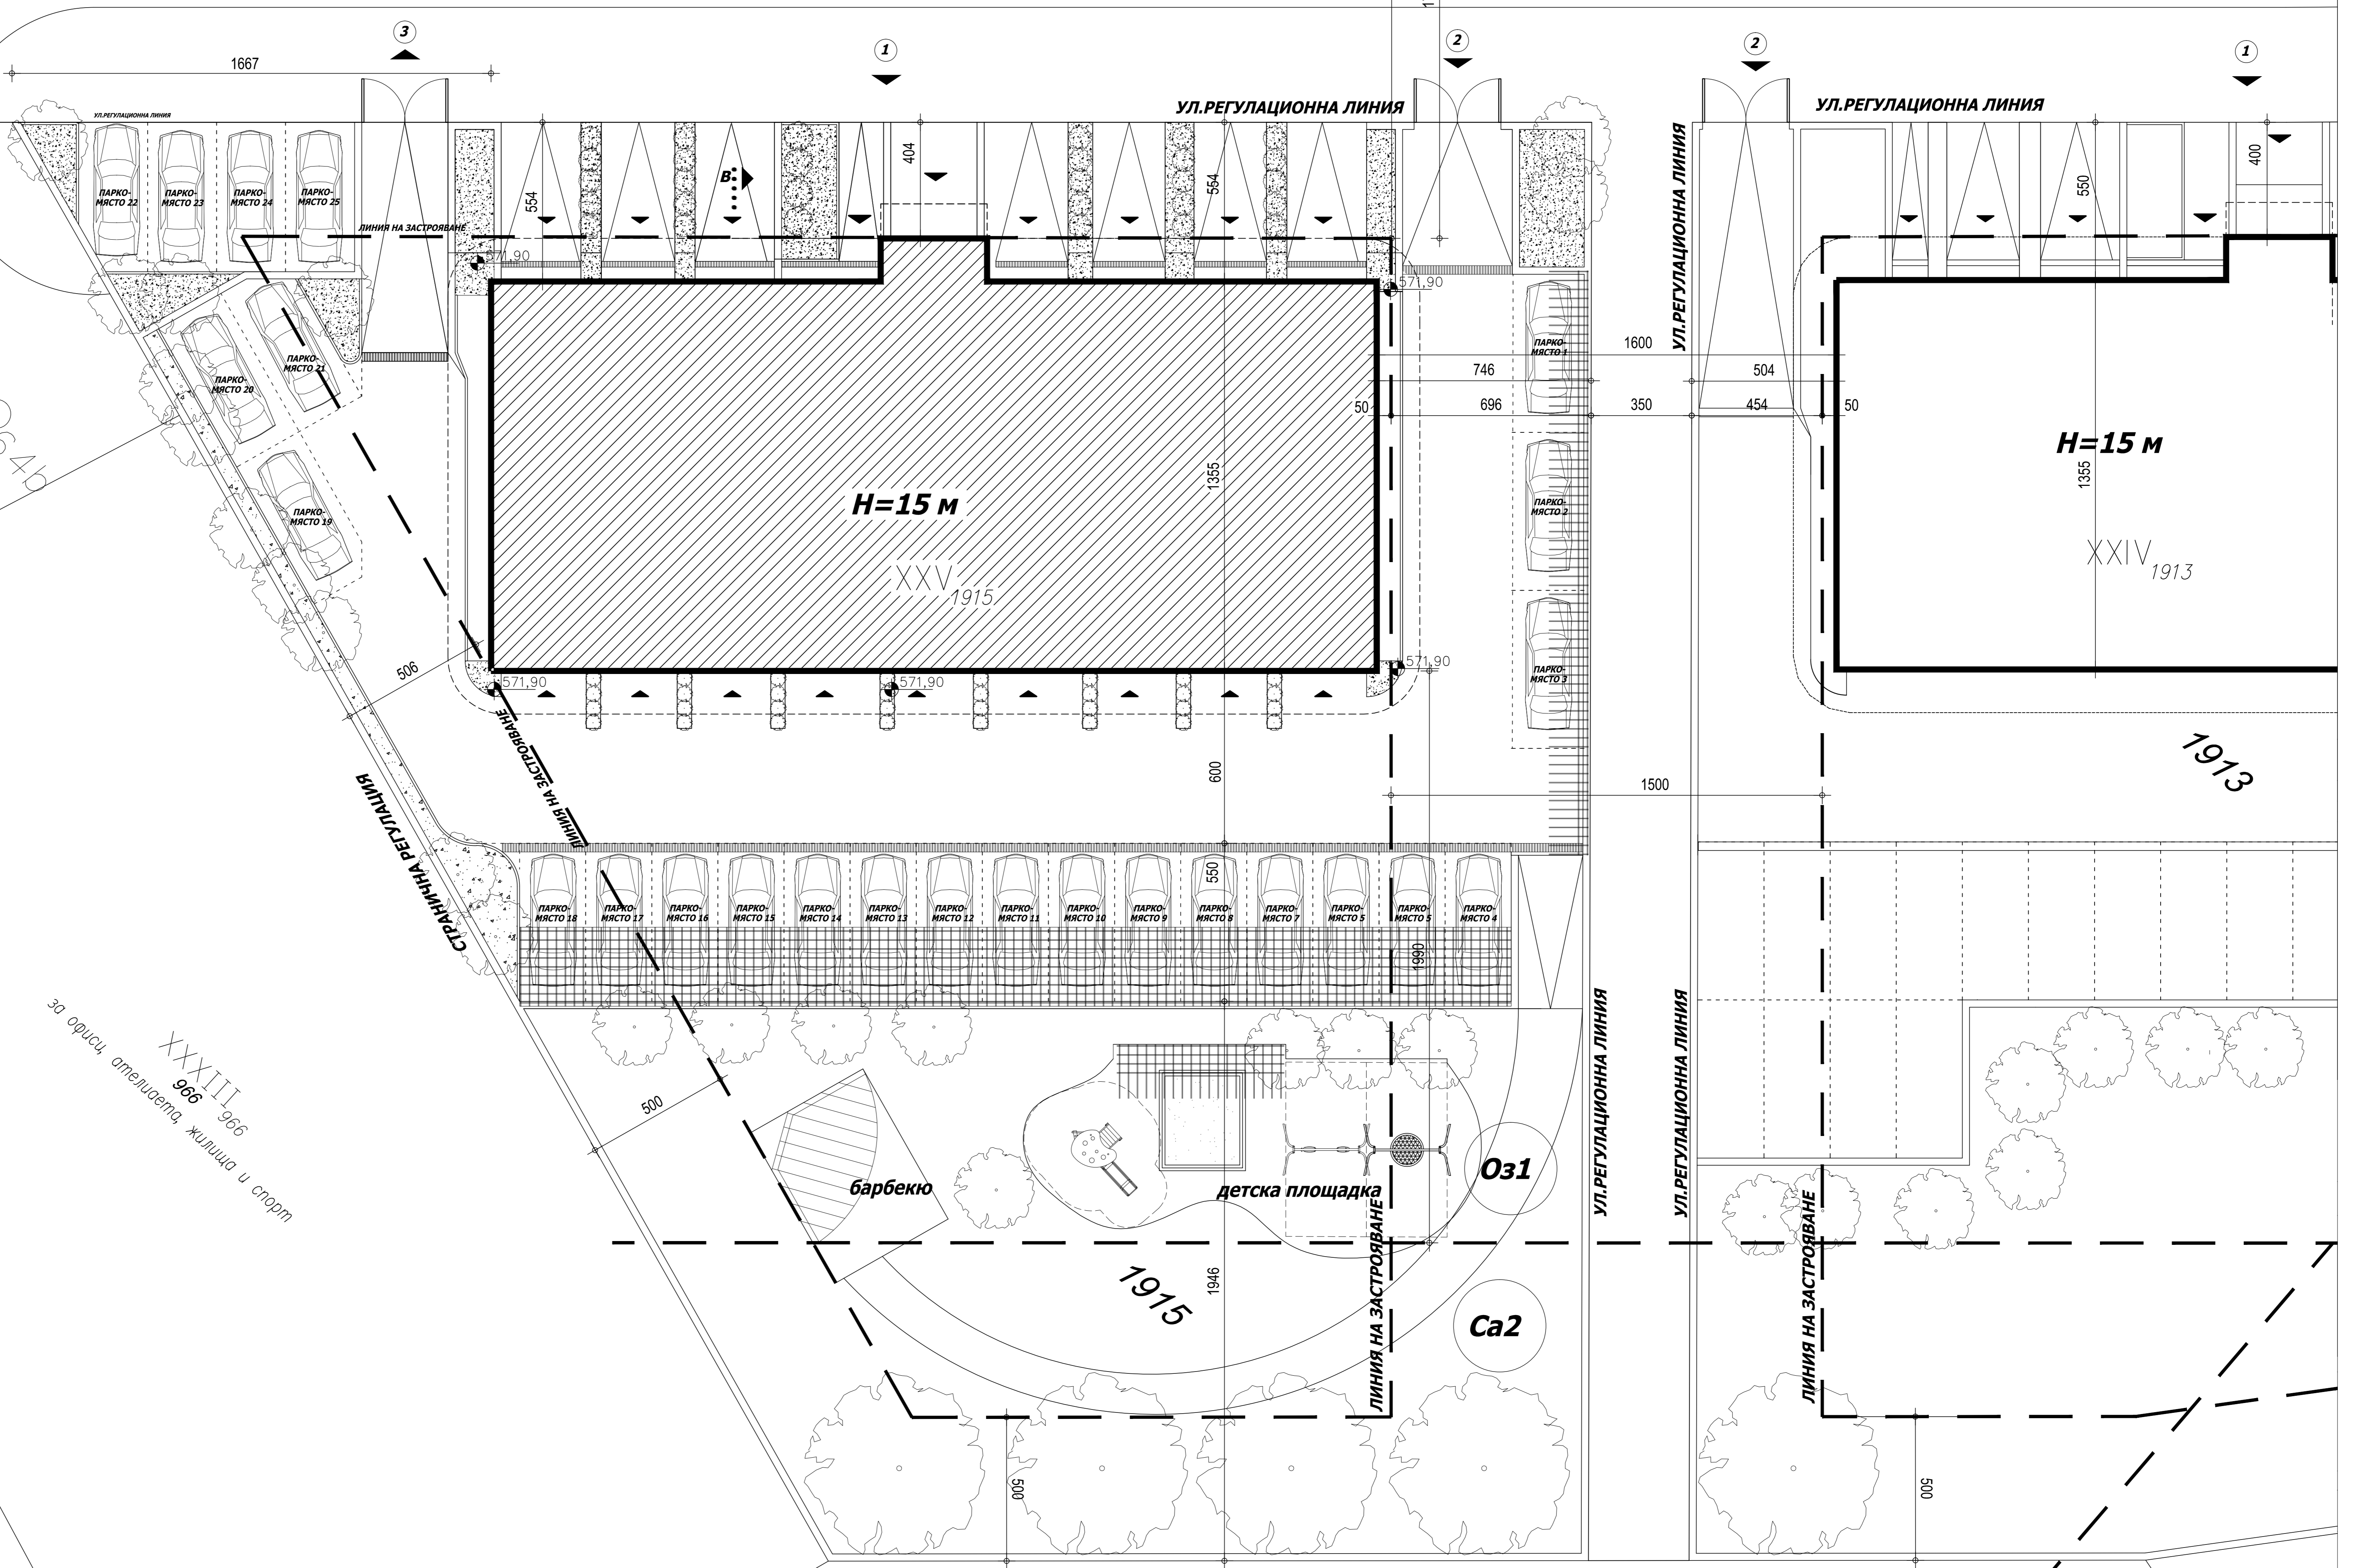 3
1
2
2
1
1667
УЛ.РЕГУЛАЦИОННА ЛИНИЯ
УЛ.РЕГУЛАЦИОННА ЛИНИЯ
УЛ.РЕГУЛАЦИОННА ЛИНИЯ
УЛ.РЕГУЛАЦИОННА ЛИНИЯ
ПАРКО-
МЯСТО 22
ПАРКО-
МЯСТО 23
ПАРКО-
МЯСТО 24
ПАРКО-
МЯСТО 25
554
В
404
554
550
400
ЛИНИЯ НА ЗАСТРОЯВАНЕ
571,90
571,90
ПАРКО-
МЯСТО 21
ПАРКО-
МЯСТО 20
ПАРКО-
МЯСТО 19
ПАРКО-
МЯСТО 1
1600
746
504
50
696
350
454
50
H=15 м
1355
XXV
1915
H=15 м
1355
XXIV
1913
ПАРКО-
МЯСТО 2
ПАРКО-
МЯСТО 3
571,90
571,90
571,90
506
ЛИНИЯ НА ЗАСТРОЯВАНЕ
СТРАНИЧНА РЕГУЛАЦИЯ
600
1500
1913
550
ПАРКО-
МЯСТО 18
ПАРКО-
МЯСТО 17
ПАРКО-
МЯСТО 16
ПАРКО-
МЯСТО 15
ПАРКО-
МЯСТО 14
ПАРКО-
МЯСТО 13
ПАРКО-
МЯСТО 12
ПАРКО-
МЯСТО 11
ПАРКО-
МЯСТО 10
ПАРКО-
МЯСТО 9
ПАРКО-
МЯСТО 8
ПАРКО-
МЯСТО 7
ПАРКО-
МЯСТО 5
ПАРКО-
МЯСТО 5
ПАРКО-
МЯСТО 4
1990
УЛ.РЕГУЛАЦИОННА ЛИНИЯ
УЛ.РЕГУЛАЦИОННА ЛИНИЯ
XXXIII
966
966
за офиси, ателиета, жилища и спорт
500
барбекю
детска площадка
Оз1
Са2
1915
1946
ЛИНИЯ НА ЗАСТРОЯВАНЕ
ЛИНИЯ НА ЗАСТРОЯВАНЕ
500
500